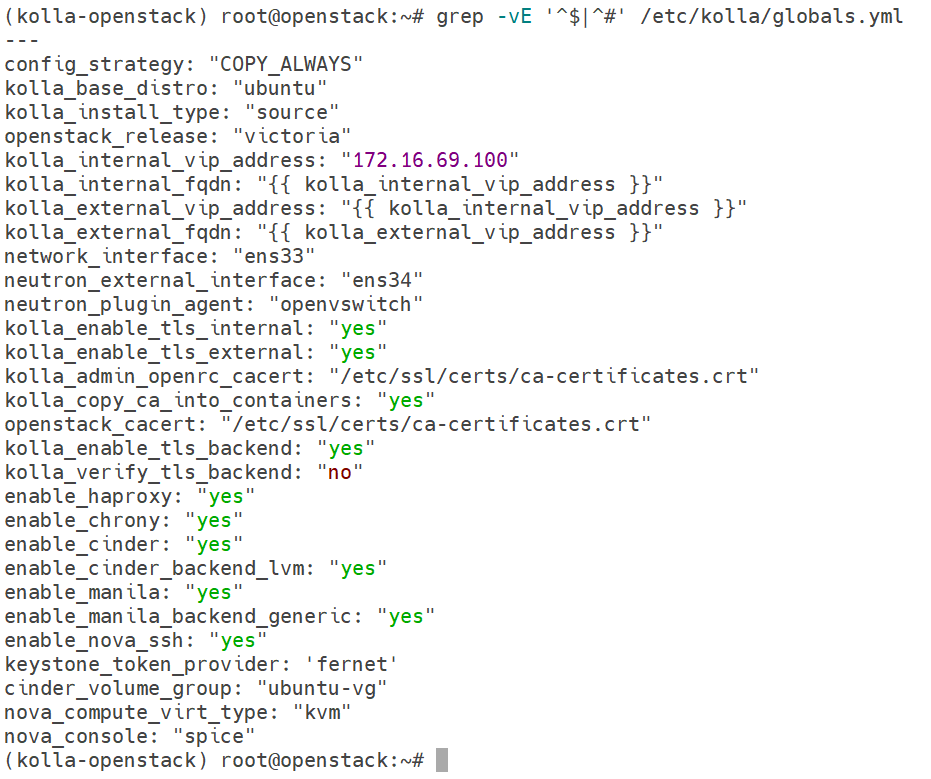 (kolla-openstack) root@openstack:~# grep -vE '^$|^#' /etc/kolla/globals.yml
---
config_strategy: "COPY_ALWAYS"
kolla_base_distro: "ubuntu"
kolla_install_type: "source"
openstack_release: "victoria"
kolla_internal_vip_address: "172.16.69.100"
kolla_internal_fqdn: "{{ kolla_internal_vip_address }}"
kolla_external_vip_address: "{{ kolla_internal_vip_address }}"
kolla_external_fqdn: "{{ kolla_external_vip_address }}"
network_interface: "ens33"
neutron_external_interface: "ens34"
neutron_plugin_agent: "openvswitch"
kolla_enable_tls_internal: "yes"
kolla_enable_tls_external: "yes"
kolla_admin_openrc_cacert: "/etc/ssl/certs/ca-certificates.crt"
kolla_copy_ca_into_containers: "yes"
openstack_cacert: "/etc/ssl/certs/ca-certificates.crt"
kolla_enable_tls_backend: "yes"
kolla_verify_tls_backend: "no"
enable_haproxy: "yes"
enable_chrony: "yes"
enable_cinder: "yes"
enable_cinder_backend_lvm: "yes"
enable_manila: "yes"
enable_manila_backend_generic: "yes"
enable_nova_ssh: "yes"
keystone_token_provider: 'fernet'
cinder_volume_group: "ubuntu-vg"
nova_compute_virt_type: "kvm"
nova_console: "spice"
(kolla-openstack) root@openstack:~#